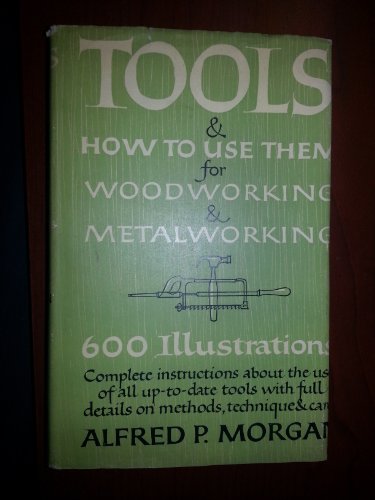 TOOLS
&
HOW TO USE THEM
for
WOODWORKING
&
METALWORKING
600 Illustrations
Complete instructions about the us
of all up-to-date tools with full
details on methods, technique & car
ALFRED P. MORGAN